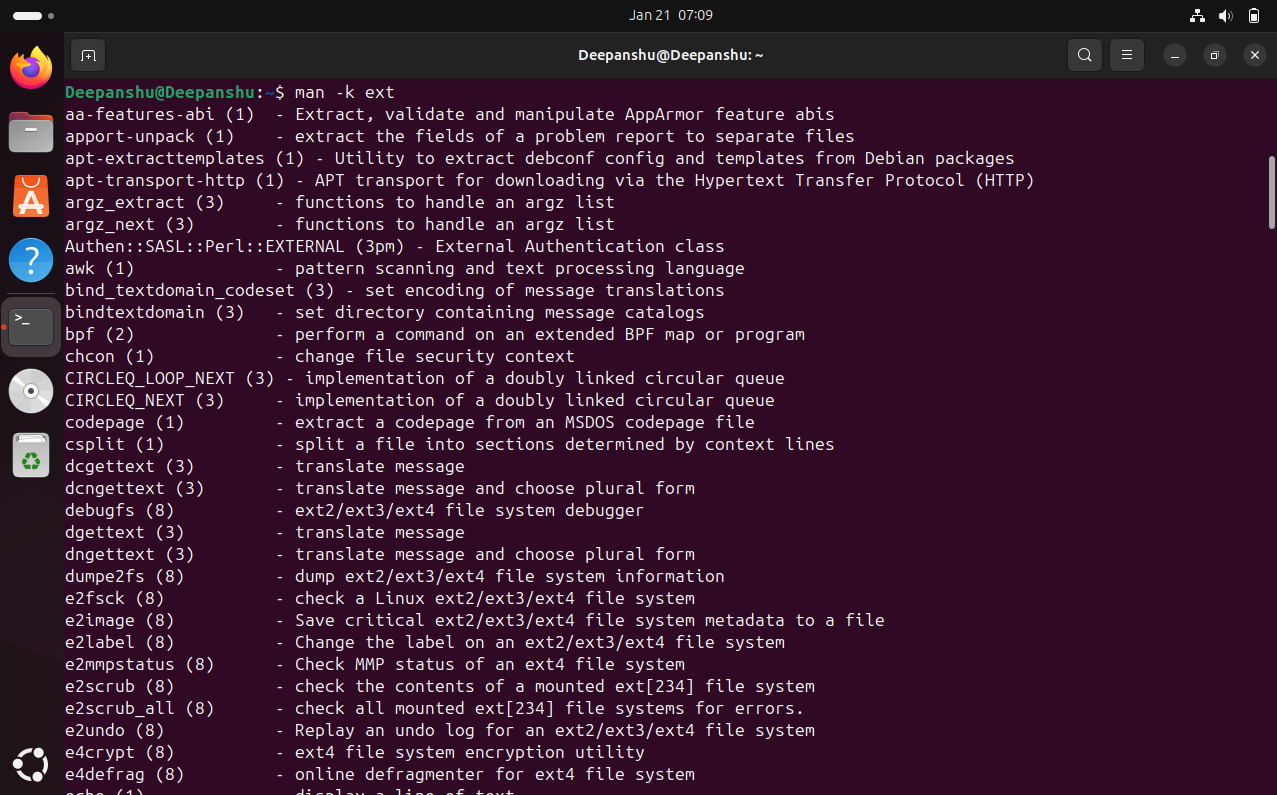 Jan 21 07:09
Deepanshu@Deepanshu: ~
Deepanshu@Deepanshu:~$ man -k ext
aa-features-abi (1)  - Extract, validate and manipulate AppArmor feature abis
apport-unpack (1)    - extract the fields of a problem report to separate files
apt-extracttemplates (1) - Utility to extract debconf config and templates from Debian packages
apt-transport-http (1) - APT transport for downloading via the Hypertext Transfer Protocol (HTTP)
argz_extract (3)     - functions to handle an argz list
argz_next (3)        - functions to handle an argz list
Authen::SASL::Perl::EXTERNAL (3pm) - External Authentication class
awk (1)              - pattern scanning and text processing language
bind_textdomain_codeset (3) - set encoding of message translations
bindtextdomain (3)   - set directory containing message catalogs
bpf (2)              - perform a command on an extended BPF map or program
chcon (1)            - change file security context
CIRCLEQ_LOOP_NEXT (3) - implementation of a doubly linked circular queue
CIRCLEQ_NEXT (3)     - implementation of a doubly linked circular queue
codepage (1)         - extract a codepage from an MSDOS codepage file
csplit (1)           - split a file into sections determined by context lines
dcgettext (3)        - translate message
dcngettext (3)       - translate message and choose plural form
debugfs (8)          - ext2/ext3/ext4 file system debugger
dgettext (3)         - translate message
dngettext (3)        - translate message and choose plural form
dumpe2fs (8)         - dump ext2/ext3/ext4 file system information
e2fsck (8)           - check a Linux ext2/ext3/ext4 file system
e2image (8)          - Save critical ext2/ext3/ext4 file system metadata to a file
e2label (8)          - Change the label on an ext2/ext3/ext4 file system
e2mmpstatus (8)      - Check MMP status of an ext4 file system
e2scrub (8)          - check the contents of a mounted ext[234] file system
e2scrub_all (8)      - check all mounted ext[234] file systems for errors.
e2undo (8)           - Replay an undo log for an ext2/ext3/ext4 file system
e4crypt (8)          - ext4 file system encryption utility
e4defrag (8)         - online defragmenter for ext4 file system
echo (1)             - display a line of text